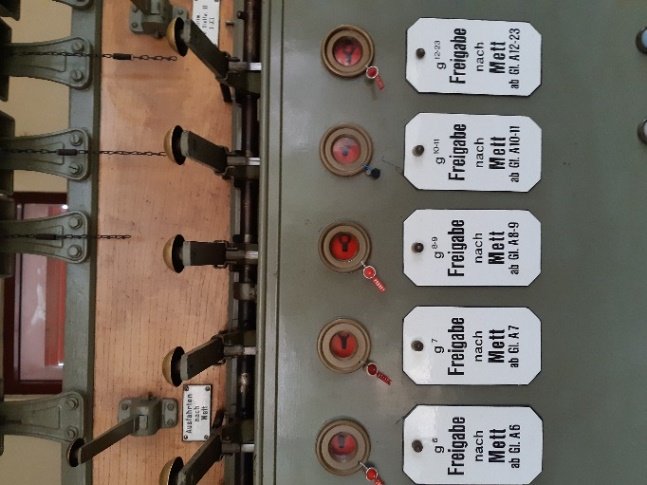 g 6
Freigabe
nach
Mett
ab Gl. A6
g 7
Freigabe
nach
Mett
ab Gl. A7
g 8-9
Freigabe
nach
Mett
ab Gl. A8-9
g 10-11
Freigabe
nach
Mett
ab Gl. A10-11
g 12-23
Freigabe
nach
Mett
ab Gl. A12-23
Ausfahrten
nach
Mett